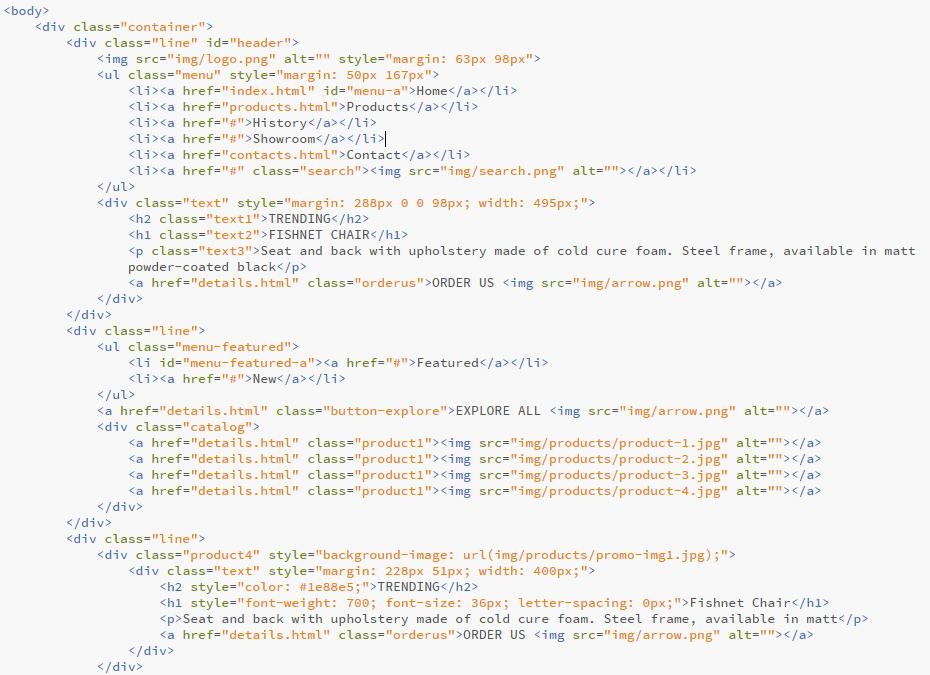 <body>
<div class="container">
<div class="line" id="header">
<img src="img/logo.png" alt="" style="margin: 63px 98px">
<ul class="menu" style="margin: 50px 167px">
<li><a href="index.html" id="menu-a">Home</a></li>
<li><a href="products.html">Products</a></li>
<li><a href="#">History</a></li>
<li><a href="#">Showroom</a></li>
<li><a href="contacts.html">Contact</a></li>
<li><a href="#" class="search"><img src="img/search.png" alt=""></a></li>
</ul>
<div class="text" style="margin: 288px 0 0 98px; width: 495px;">
<h2 class="text1">TRENDING</h2>
<h1 class="text2">FISHNET CHAIR</h1>
<p class="text3">Seat and back with upholstery made of cold cure foam. Steel frame, available in matt
powder-coated black</p>
<a href="details.html" class="orderus">ORDER US <img src="img/arrow.png" alt=""></a>
</div>
</div>
<div class="line">
<ul class="menu-featured">
<li id="menu-featured-a"><a href="#">Featured</a></li>
<li><a href="#">New</a></li>
</ul>
<a href="details.html" class="button-explore">EXPLORE ALL <img src="img/arrow.png" alt=""></a>
<div class="catalog">
<a href="details.html" class="product1"><img src="img/products/product-1.jpg" alt=""></a>
<a href="details.html" class="product1"><img src="img/products/product-2.jpg" alt=""></a>
<a href="details.html" class="product1"><img src="img/products/product-3.jpg" alt=""></a>
<a href="details.html" class="product1"><img src="img/products/product-4.jpg" alt=""></a>
</div>
</div>
<div class="line">
<div class="product4" style="background-image: url(img/products/promo-img1.jpg);">
<div class="text" style="margin: 228px 51px; width: 400px;">
<h2 style="color: #1e88e5;">TRENDING</h2>
<h1 style="font-weight: 700; font-size: 36px; letter-spacing: 0px;">Fishnet Chair</h1>
<p>Seat and back with upholstery made of cold cure foam. Steel frame, available in matt</p>
<a href="details.html" class="orderus">ORDER US <img src="img/arrow.png" alt=""></a>
</div>
</div>